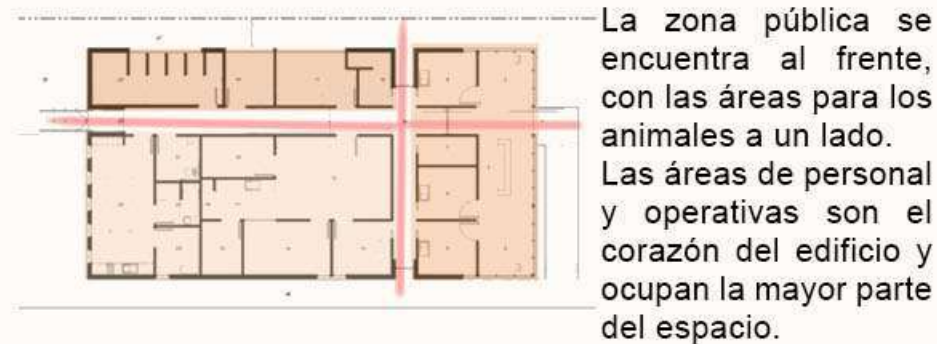 La zona pública se
encuentra al frente,
con las áreas para los
animales a un lado.
Las áreas de personal
y operativas son el
corazón del edificio y
ocupan la mayor parte
del espacio.